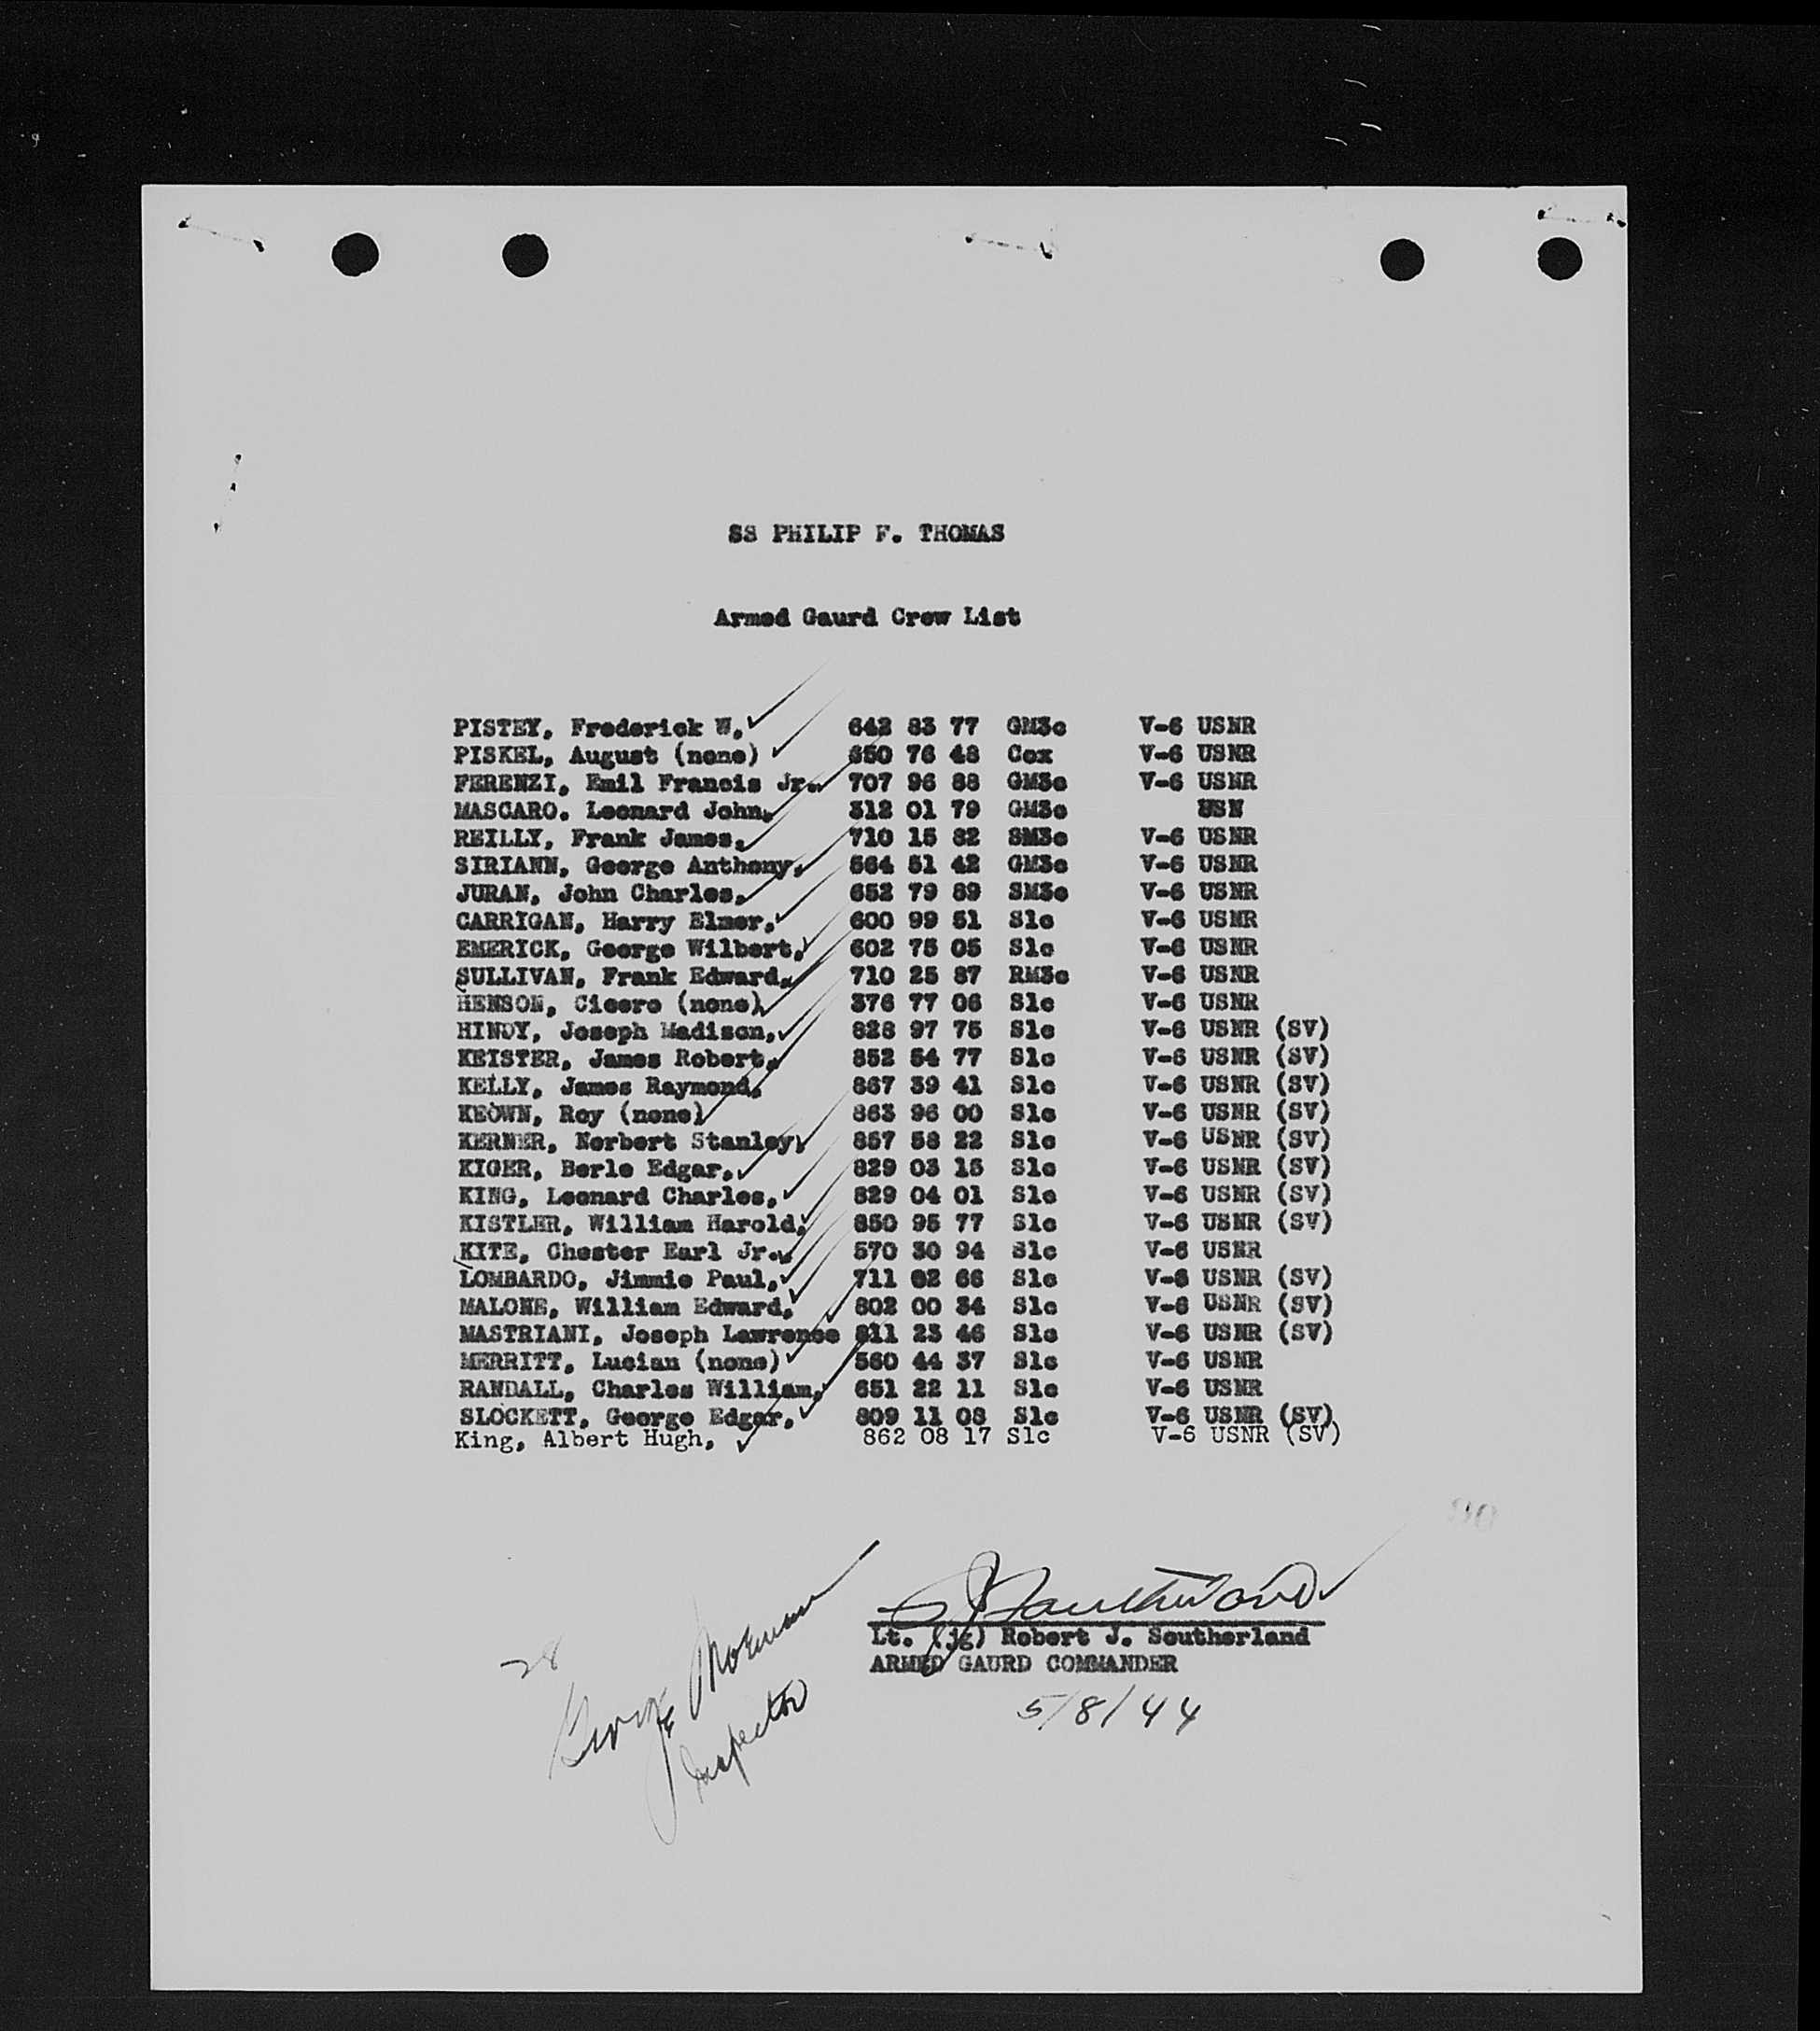 SS PHILIP F. THOMAS
Armed Gaurd Crew List
PISTEY, Frederick W. 642 83 77 GM3c V-6 USNR
PISKEL, August (none) 650 76 48 Cox V-6 USNR
FERENZI, Emil Francis Jr. 707 96 88 GM3c V-6 USNR
MASCARO. Leonard John, 312 01 79 GM3c USN
REILLY, Frank James, 710 15 82 SM3c V-6 USNR
SIRIANN, George Anthony, 564 51 42 GM3c V-6 USNR
JURAN, John Charles, 652 79 89 SM3c V-6 USNR
CARRIGAN, Harry Elmer, 600 99 51 S1c V-6 USNR
EMERICK, George Wilbert, 602 75 05 S1c V-6 USNR
SULLIVAN, Frank Edward, 710 25 87 RM3c V-6 USNR
HENSON, Cicero (none) 376 77 06 S1c V-6 USNR
HINDY, Joseph Madison, 828 97 75 S1c V-6 USNR (SV)
KEISTER, James Robert, 852 54 77 S1c V-6 USNR (SV)
KELLY, James Raymond, 867 39 41 S1c V-6 USNR (SV)
KEOWN, Roy (none) 863 96 00 S1c V-6 USNR (SV)
KERNER, Norbert Stanley, 857 58 22 S1c V-6 USNR (SV)
KIGER, Berle Edgar, 829 03 15 S1c V-6 USNR (SV)
KING, Leonard Charles, 829 04 01 S1c V-6 USNR (SV)
KISTLER, William Harold, 850 95 77 S1c V-6 USNR (SV)
KITE, Chester Earl Jr., 570 30 94 S1c V-6 USNR
LOMBARDO, Jimmie Paul, 711 02 66 S1c V-6 USNR (SV)
MALONE, William Edward, 802 00 34 S1c V-6 USNR (SV)
MASTRIANI, Joseph Lawrence 811 23 46 S1c V-6 USNR (SV)
MERRITT, Lucian (none) 560 44 37 S1c V-6 USNR
RANDALL, Charles William, 651 22 11 S1c V-6 USNR
SLOCKETT, George Edgar, 809 11 08 S1c V-6 USNR (SV)
King, Albert Hugh, 862 08 17 S1c V-6 USNR (SV)
RJ Southerland
Lt. (jg) Robert J. Southerland
ARMED GAURD COMMANDER
5/8/44
28
George Morman
Inspector